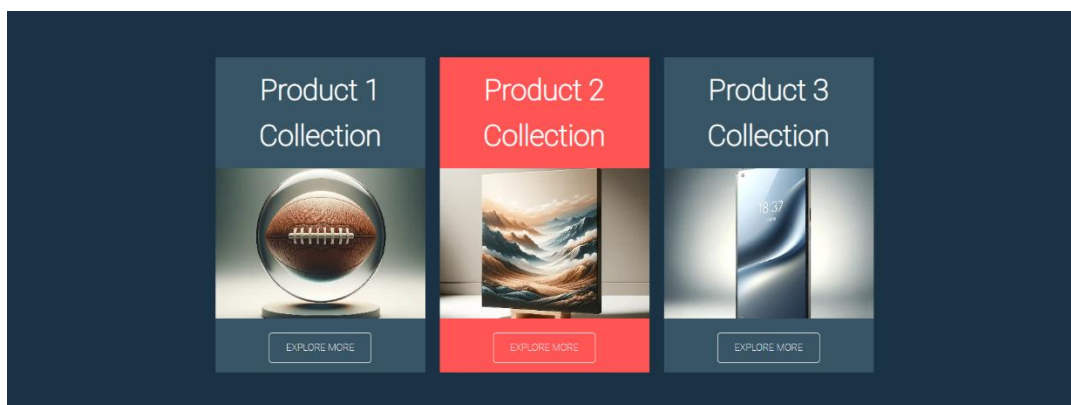 Product 1
Collection
EXPLORE MORE
Product 2
Collection
EXPLORE MORE
Product 3
Collection
18:37
EXPLORE MORE